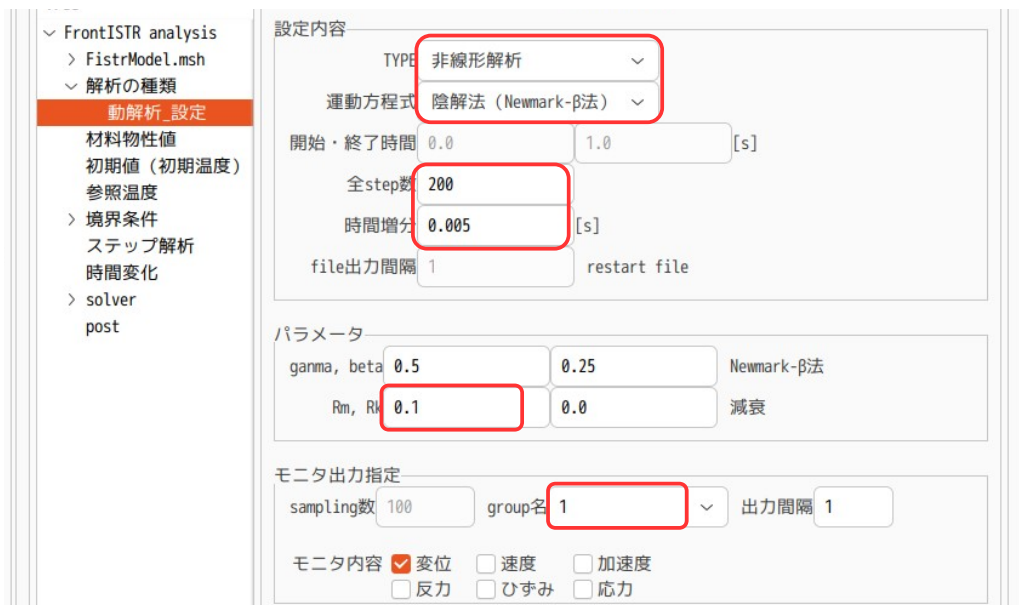 FrontISTR analysis
FistrModel.msh
解析の種類
動解析_設定
材料物性値
初期値（初期温度）
参照温度
境界条件
ステップ解析
時間変化
solver
post
設定内容
TYPE 非線形解析
運動方程式 陰解法（Newmark-β法）
開始・終了時間 0.0 1.0 [s]
全step数 200
時間増分 0.005 [s]
file出力間隔 1 restart file
パラメータ
ganma, beta 0.5 0.25 Newmark-β法
Rm, Rk 0.1 0.0 減衰
モニタ出力指定
sampling数 100 group名 1 出力間隔 1
モニタ内容 変位 速度 加速度
反力 ひずみ 応力